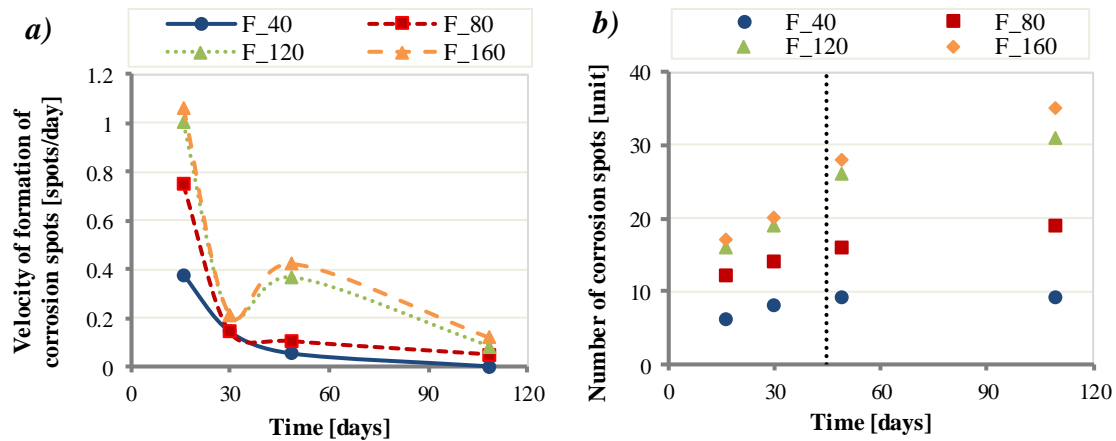 a)
F_40
F_80
F_120
F_160
Velocity of formation of
corrosion spots [spots/day]
1.2
1
0.8
0.6
0.4
0.2
0
0
30
60
90
120
Time [days]
b)
F_40
F_80
F_120
F_160
Number of corrosion spots [unit]
40
30
20
10
0
0
30
60
90
120
Time [days]